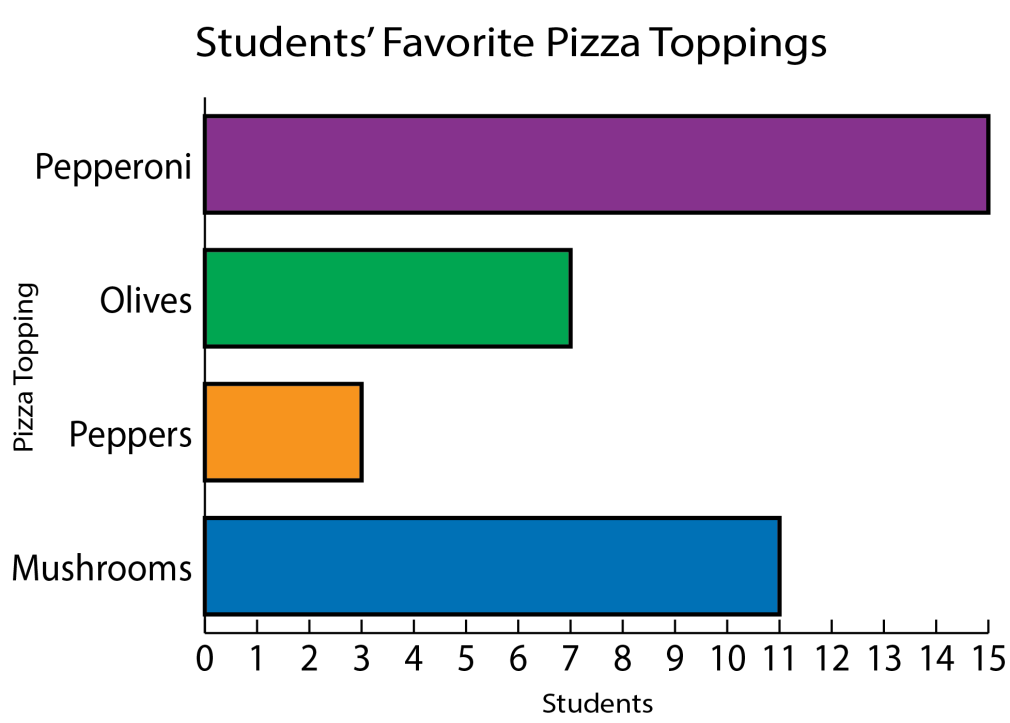 Students’ Favorite Pizza Toppings
Pepperoni
Olives
Peppers
Mushrooms
Pizza Topping
0 1 2 3 4 5 6 7 8 9 10 11 12 13 14 15
Students